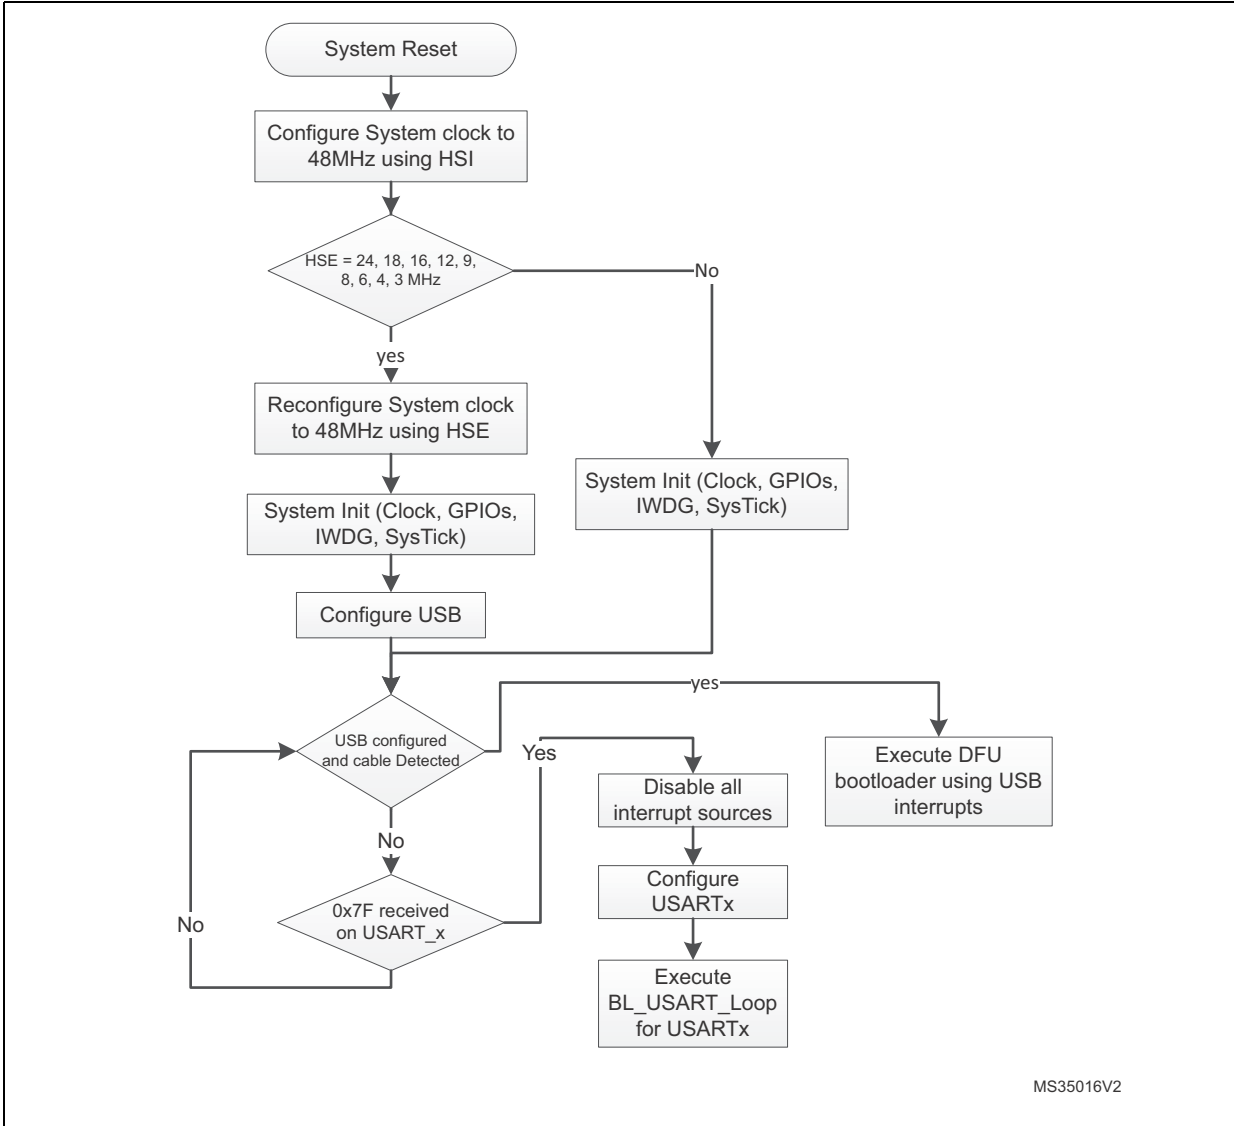 System Reset
Configure System clock to
48MHz using HSI
HSE = 24, 18, 16, 12, 9,
8, 6, 4, 3 MHz
No
yes
Reconfigure System clock
to 48MHz using HSE
System Init (Clock, GPIOs,
IWDG, SysTick)
System Init (Clock, GPIOs,
IWDG, SysTick)
Configure USB
yes
USB configured
and cable Detected
Yes
Execute DFU
bootloader using USB
interrupts
Disable all
interrupt sources
No
Configure
USARTx
0x7F received
on USART_x
No
Execute
BL_USART_Loop
for USARTx
MS35016V2